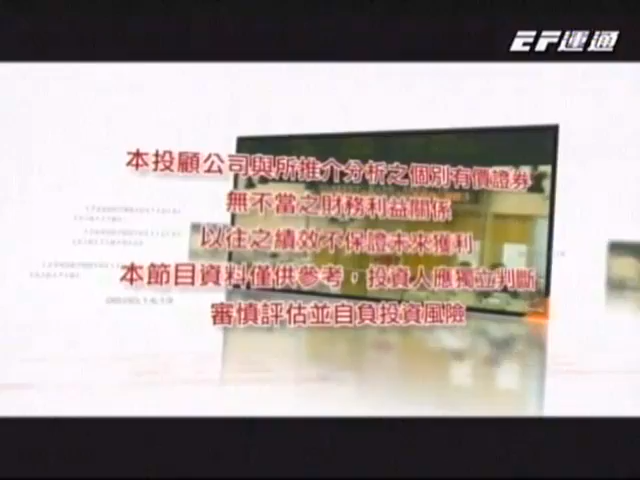 EF運通
本投顧公司與所推介分析之個別有價證券
無不當之財務利益關係
以往之績效不保證未來獲利
本節目資料僅供參考，投資人應獨立判斷
審慎評估並自負投資風險